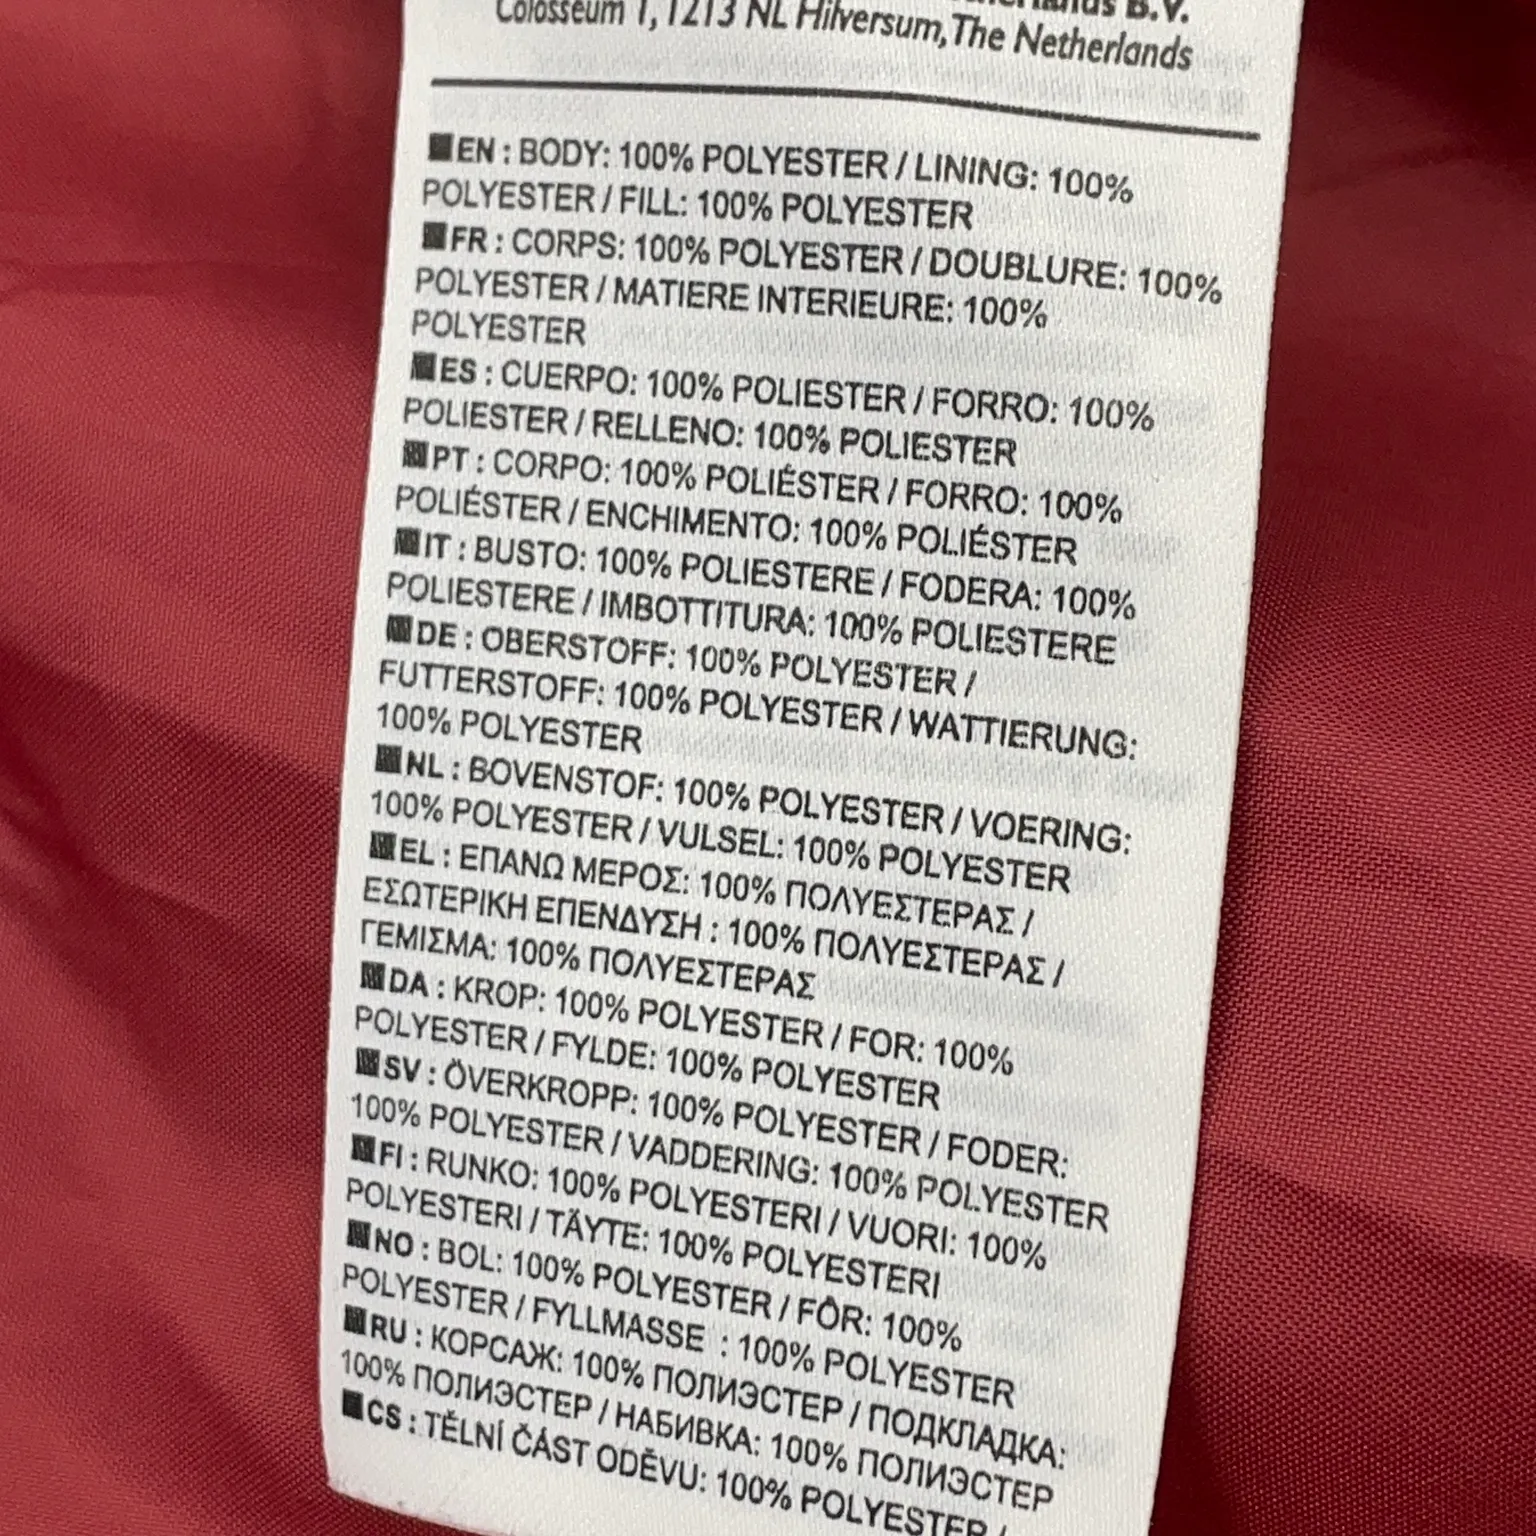 B.V.
Colosseum 1, 1213 NL Hilversum, The Netherlands
EN : BODY: 100% POLYESTER / LINING: 100%
POLYESTER / FILL: 100% POLYESTER
FR : CORPS: 100% POLYESTER / DOUBLURE: 100%
POLYESTER / MATIERE INTERIEURE: 100%
POLYESTER
ES : CUERPO: 100% POLIESTER / FORRO: 100%
POLIESTER / RELLENO: 100% POLIESTER
PT : CORPO: 100% POLIÉSTER / FORRO: 100%
POLIÉSTER / ENCHIMENTO: 100% POLIÉSTER
IT : BUSTO: 100% POLIESTERE / FODERA: 100%
POLIESTERE / IMBOTTITURA: 100% POLIESTERE
DE : OBERSTOFF: 100% POLYESTER /
FUTTERSTOFF: 100% POLYESTER / WATTIERUNG:
100% POLYESTER
NL : BOVENSTOF: 100% POLYESTER / VOERING:
100% POLYESTER / VULSEL: 100% POLYESTER
EL : ΕΠΑΝΩ ΜΕΡΟΣ: 100% ΠΟΛΥΕΣΤΕΡΑΣ /
ΕΣΩΤΕΡΙΚΗ ΕΠΕΝΔΥΣΗ : 100% ΠΟΛΥΕΣΤΕΡΑΣ /
ΓΕΜΙΣΜΑ: 100% ΠΟΛΥΕΣΤΕΡΑΣ
DA : KROP: 100% POLYESTER / FOR: 100%
POLYESTER / FYLDE: 100% POLYESTER
SV : ÖVERKROPP: 100% POLYESTER / FODER:
100% POLYESTER / VADDERING: 100% POLYESTER
FI : RUNKO: 100% POLYESTERI / VUORI: 100%
POLYESTERI / TÄYTE: 100% POLYESTERI
NO : BOL: 100% POLYESTER / FÔR: 100%
POLYESTER / FYLLMASSE : 100% POLYESTER
RU : КОРСАЖ: 100% ПОЛИЭСТЕР / ПОДКЛАДКА:
100% ПОЛИЭСТЕР / НАБИВКА: 100% ПОЛИЭСТЕР
CS : TĚLNÍ ČÁST ODĚVU: 100% POLYESTER /